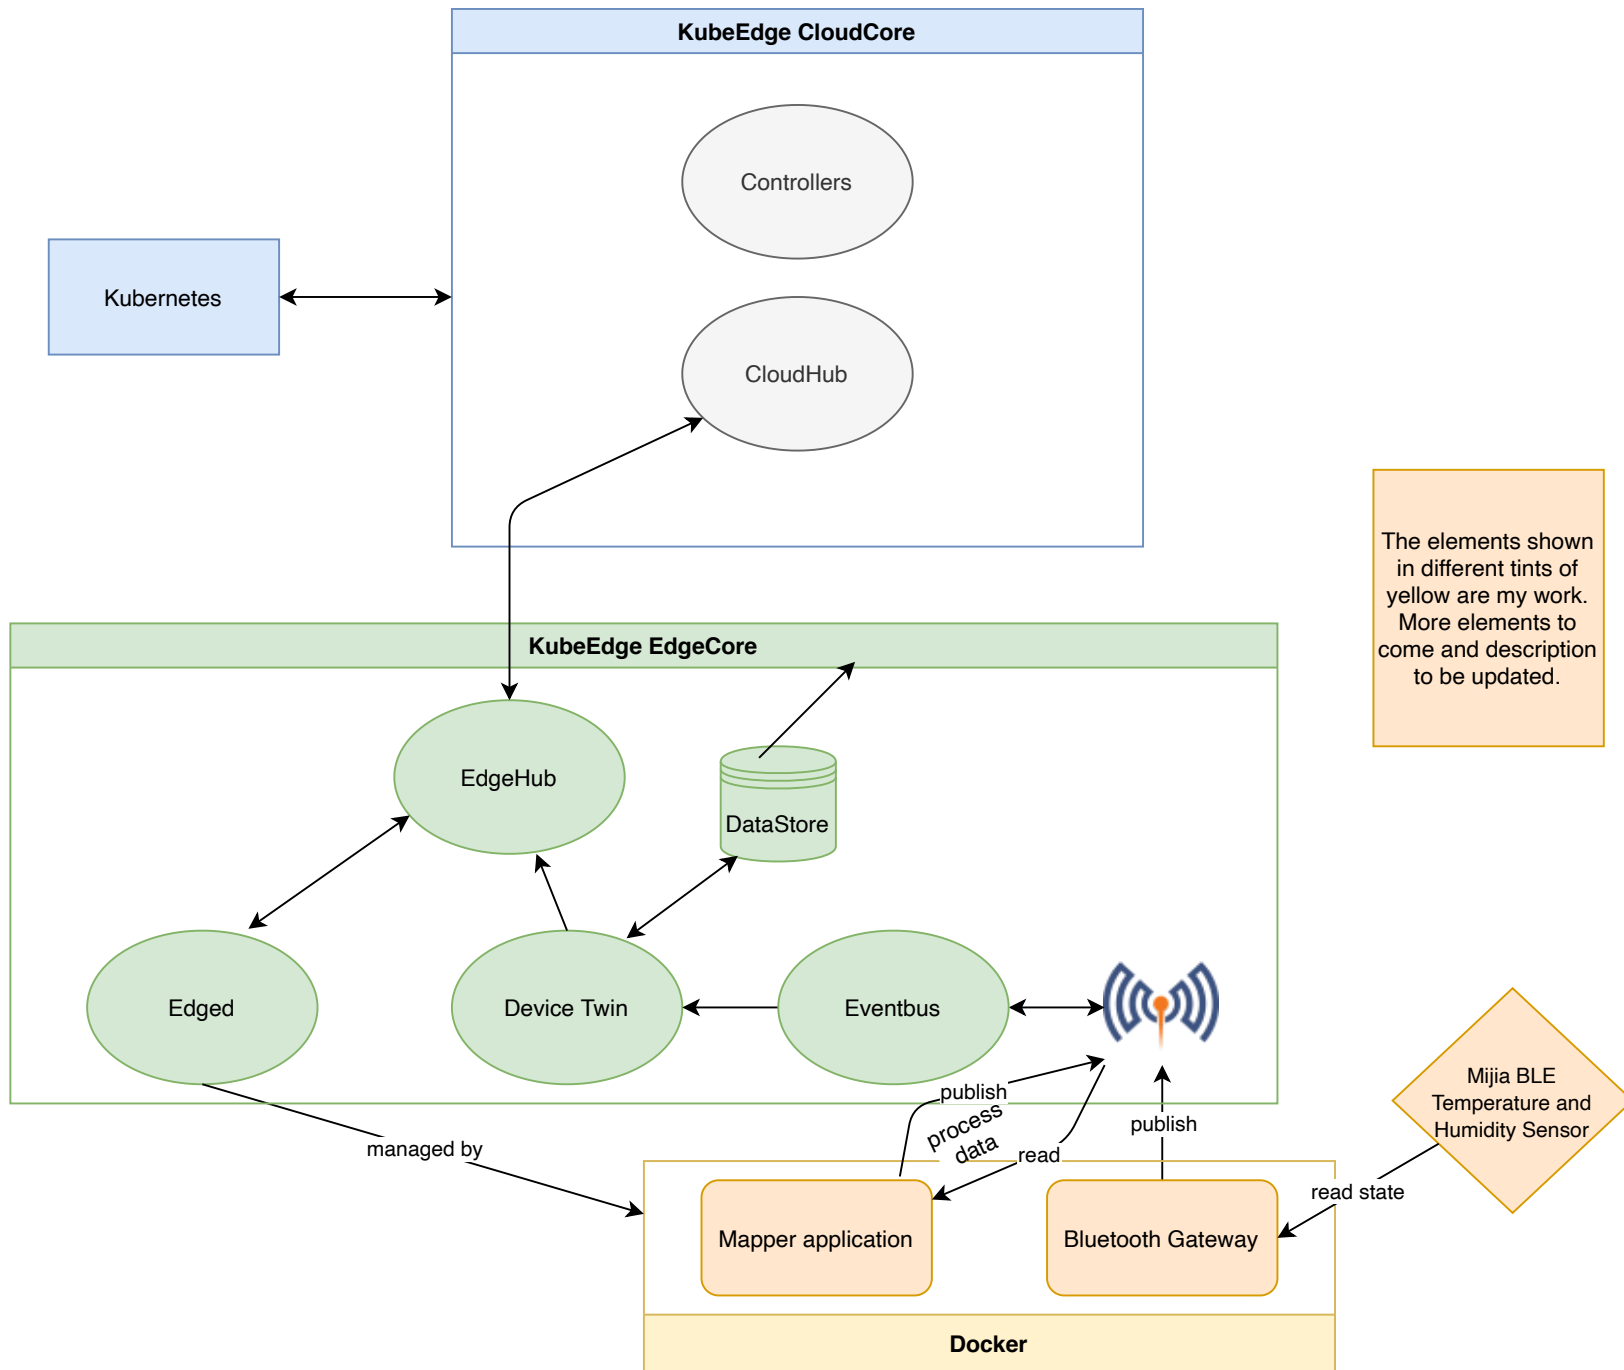 KubeEdge CloudCore
Controllers
Kubernetes
CloudHub
The elements shown
in different tints of
yellow are my work.
More elements to
come and description
to be updated.
KubeEdge EdgeCore
EdgeHub
DataStore
Edged
Device Twin
Eventbus
Mijia BLE
Temperature and
Humidity Sensor
publish
process
data
publish
managed by
read
read state
Mapper application
Bluetooth Gateway
Docker